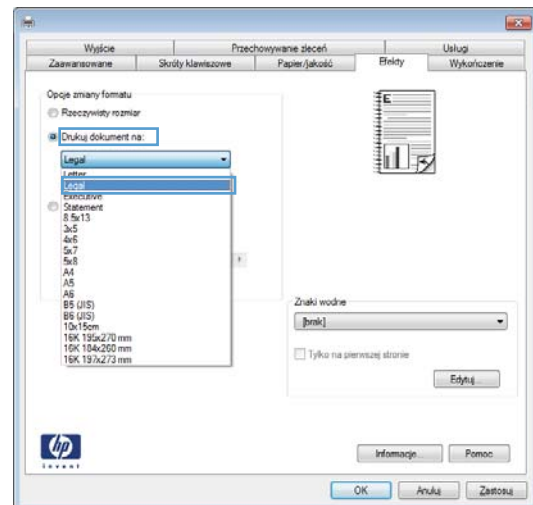 Wyjście Przechowywanie zleceń Usługi
Zaawansowane Skróty klawiszowe Papier/jakość Efekty Wykończenie
Opcje zmiany formatu
Rzeczywisty rozmiar
Drukuj dokument na:
Legal
Letter
Legal
Executive
Statement
8.5x13
3x5
4x6
5x7
5x8
A4
A5
A6
B5 (JIS)
B6 (JIS)
10x15cm
16K 195x270 mm
16K 184x260 mm
16K 197x273 mm
E
Znaki wodne
[brak]
Tylko na pierwszej stronie
Edytuj...
hp
invent
Informacje... Pomoc
OK Anuluj Zastosuj